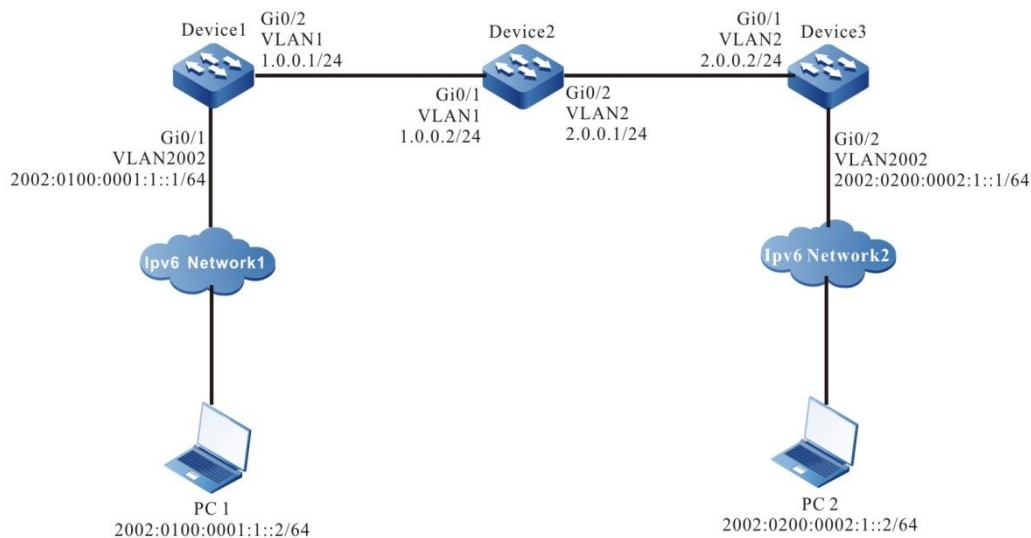 Device1
Gi0/2
VLAN1
1.0.0.1/24
Device2
Gi0/1
VLAN2
2.0.0.2/24
Device3
Gi0/1
VLAN1
1.0.0.2/24
Gi0/2
VLAN2
2.0.0.1/24
Gi0/1
VLAN2002
2002:0100:0001:1::1/64
Gi0/2
VLAN2002
2002:0200:0002:1::1/64
Ipv6 Network1
Ipv6 Network2
PC 1
2002:0100:0001:1::2/64
PC 2
2002:0200:0002:1::2/64